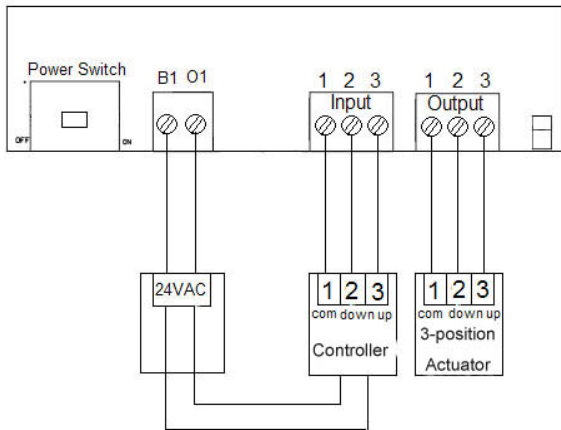 Power Switch
OFF
ON
B1 O1
1 2 3
Input
1 2 3
Output
24VAC
1 2 3
com down up
Controller
1 2 3
com down up
3-position
Actuator